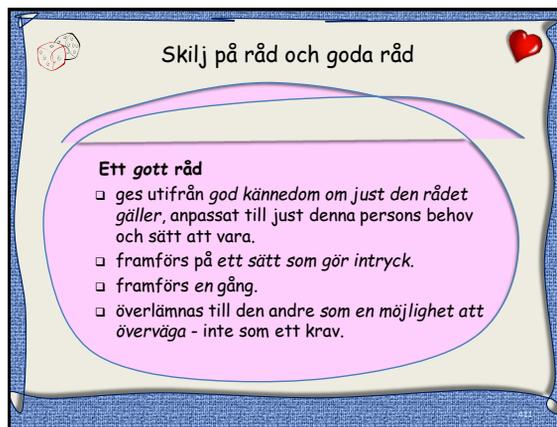 Skilj på råd och goda råd
Ett gott råd
ges utifrån god kännedom om just den rådet
gäller, anpassat till just denna persons behov
och sätt att vara.
framförs på ett sätt som gör intryck.
framförs en gång.
överlämnas till den andre som en möjlighet att
överväga - inte som ett krav.